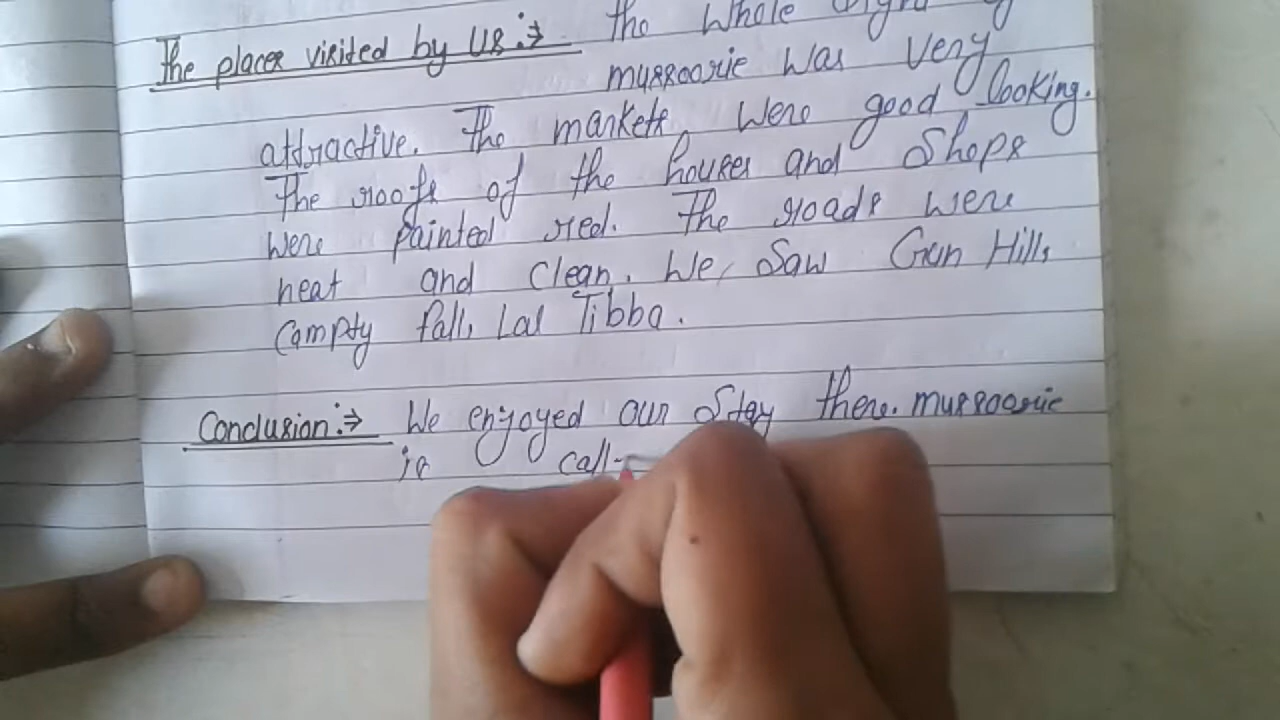 The places visited by us:→ the whole sight of
mussoorie was very
attractive. The markets were good looking.
The roofs of the houses and shops
were painted red. The roads were
neat and clean. We saw Gun Hill,
Campty fall, Lal Tibba.
Conclusion:→ We enjoyed our stay there. mussoorie
is call